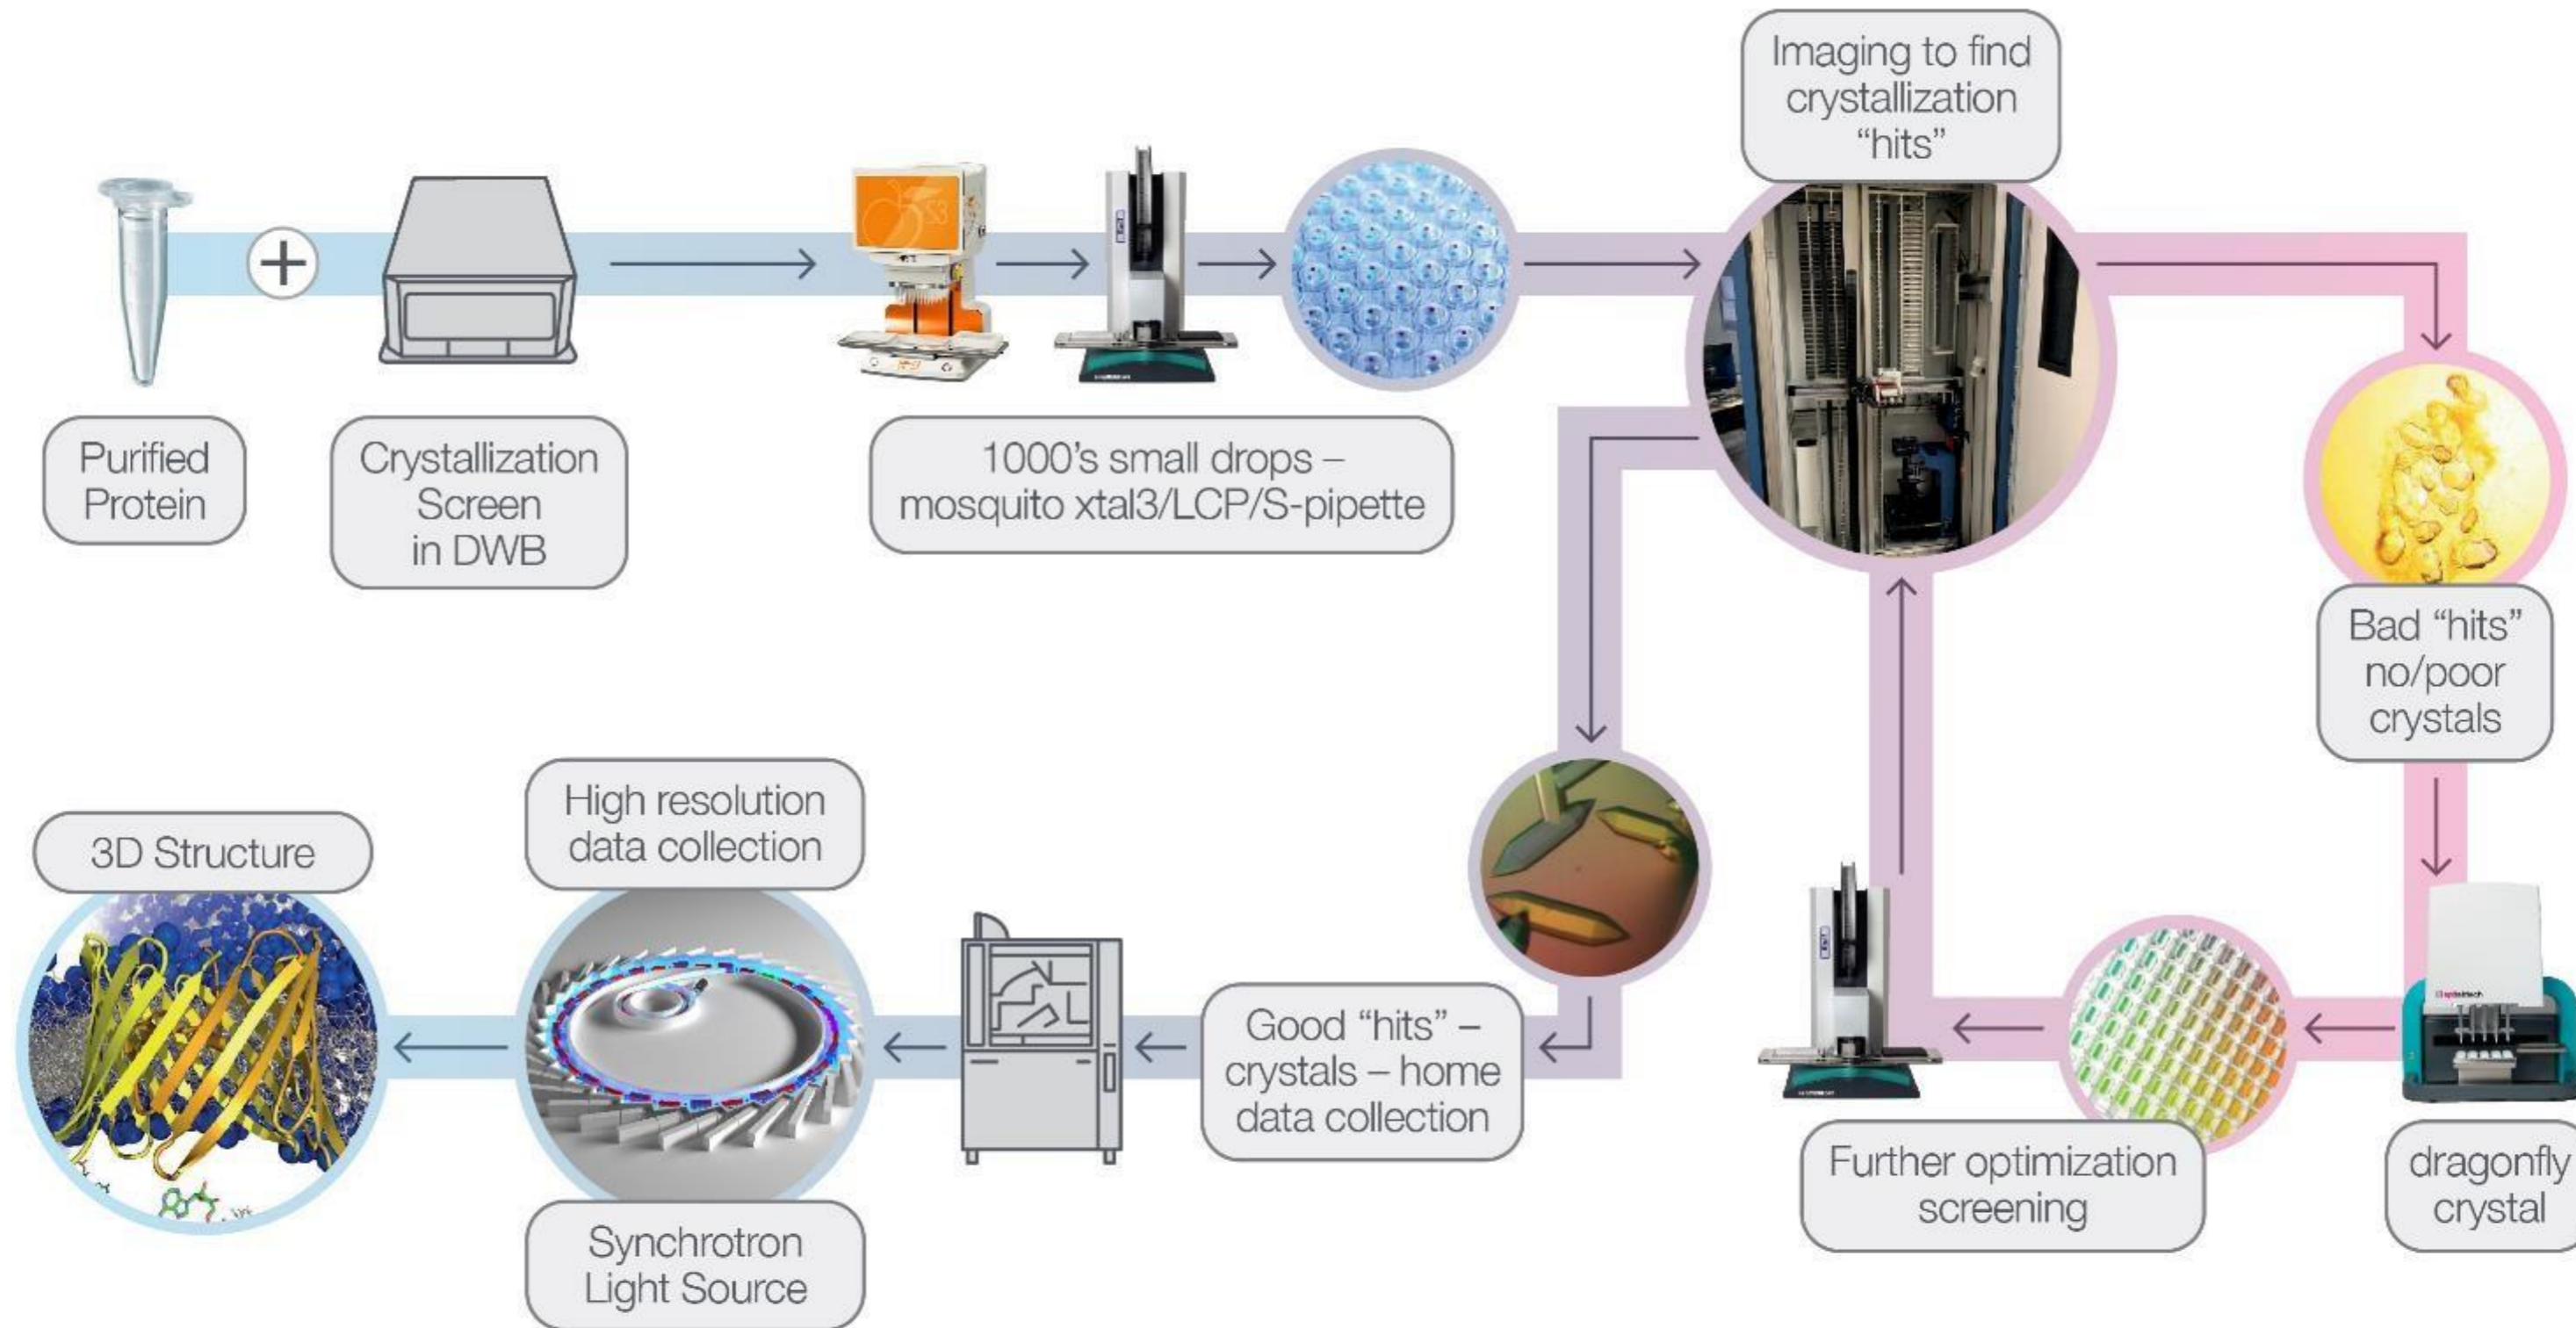 Imaging to find
crystallization
“hits”
Purified
Protein
Crystallization
Screen
in DWB
1000’s small drops –
mosquito xtal3/LCP/S-pipette
Bad “hits”
no/poor
crystals
3D Structure
High resolution
data collection
Synchrotron
Light Source
Good “hits” –
crystals – home
data collection
Further optimization
screening
dragonfly
crystal